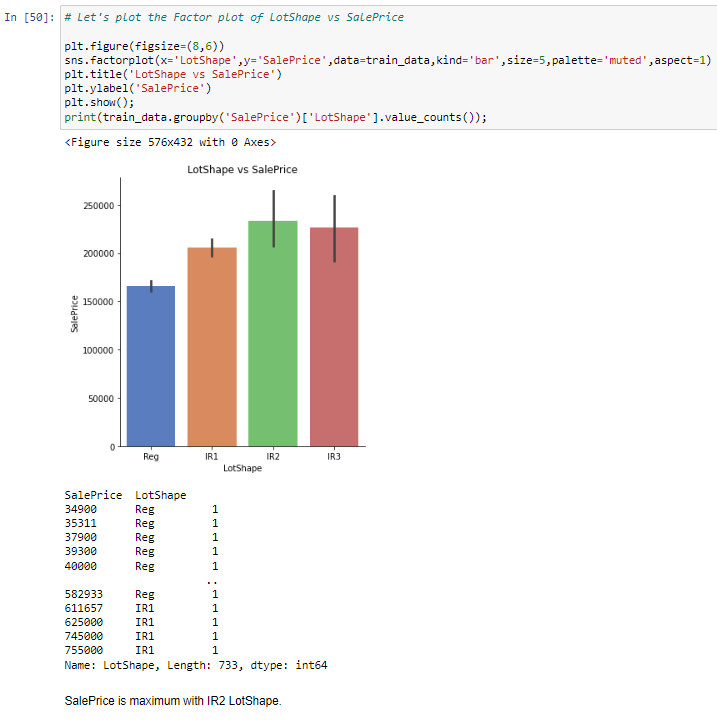 In [50]: # Let's plot the Factor plot of LotShape vs SalePrice
plt.figure(figsize=(8,6))
sns.factorplot(x='LotShape',y='SalePrice',data=train_data,kind='bar',size=5,palette='muted',aspect=1)
plt.title('LotShape vs SalePrice')
plt.ylabel('SalePrice')
plt.show();
print(train_data.groupby('SalePrice')['LotShape'].value_counts());
<Figure size 576x432 with 0 Axes>
LotShape vs SalePrice
250000
200000
150000
100000
50000
0
SalePrice
Reg IR1 IR2 IR3
LotShape
SalePrice LotShape
34900 Reg 1
35311 Reg 1
37900 Reg 1
39300 Reg 1
40000 Reg 1
..
582933 Reg 1
611657 IR1 1
625000 IR1 1
745000 IR1 1
755000 IR1 1
Name: LotShape, Length: 733, dtype: int64
SalePrice is maximum with IR2 LotShape.